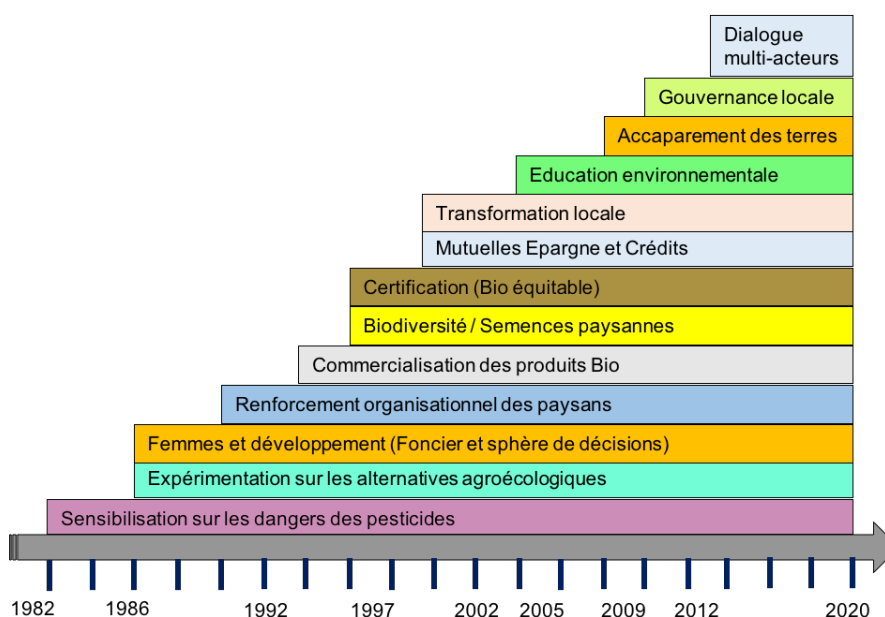 Dialogue
multi-acteurs
Gouvernance locale
Accaparement des terres
Education environnementale
Transformation locale
Mutuelles Epargne et Crédits
Certification (Bio équitable)
Biodiversité / Semences paysannes
Commercialisation des produits Bio
Renforcement organisationnel des paysans
Femmes et développement (Foncier et sphère de décisions)
Expérimentation sur les alternatives agroécologiques
Sensibilisation sur les dangers des pesticides
1982 1986 1992 1997 2002 2005 2009 2012 2020